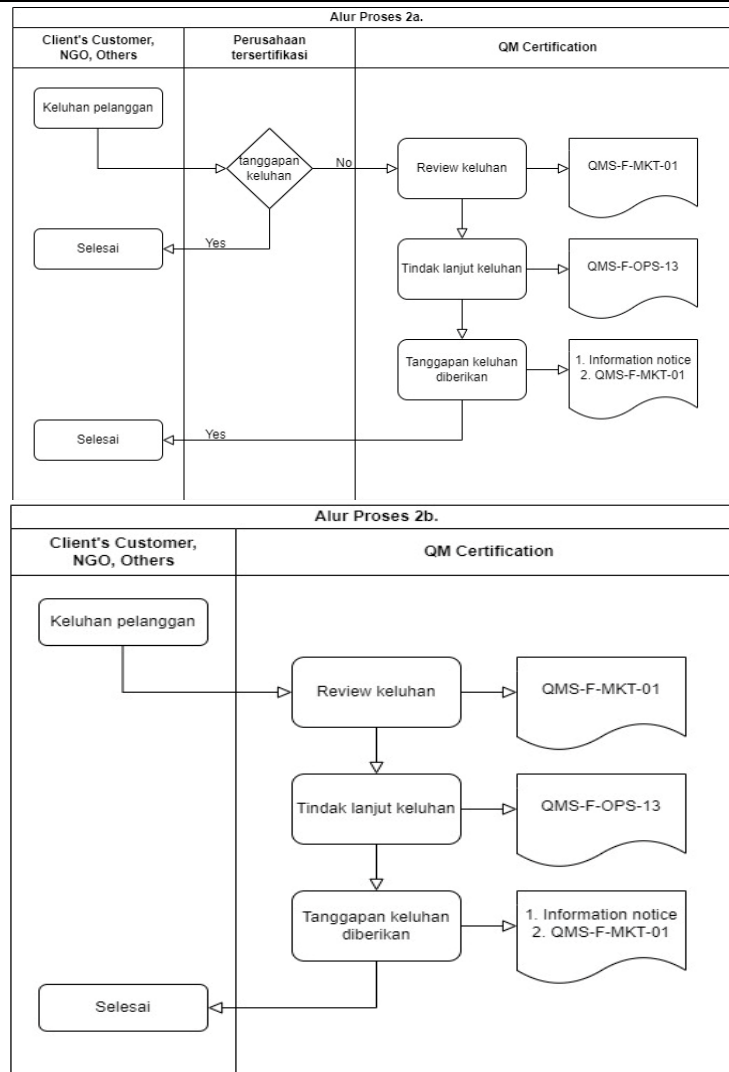 Alur Proses 2a.
Client's Customer,
NGO, Others
Perusahaan
tersertifikasi
QM Certification
Keluhan pelanggan
tanggapan
keluhan
No
Review keluhan
QMS-F-MKT-01
Selesai
Yes
Tindak lanjut keluhan
QMS-F-OPS-13
Tanggapan keluhan
diberikan
1. Information notice
2. QMS-F-MKT-01
Selesai
Yes
Alur Proses 2b.
Client's Customer,
NGO, Others
QM Certification
Keluhan pelanggan
Review keluhan
QMS-F-MKT-01
Tindak lanjut keluhan
QMS-F-OPS-13
Tanggapan keluhan
diberikan
1. Information notice
2. QMS-F-MKT-01
Selesai